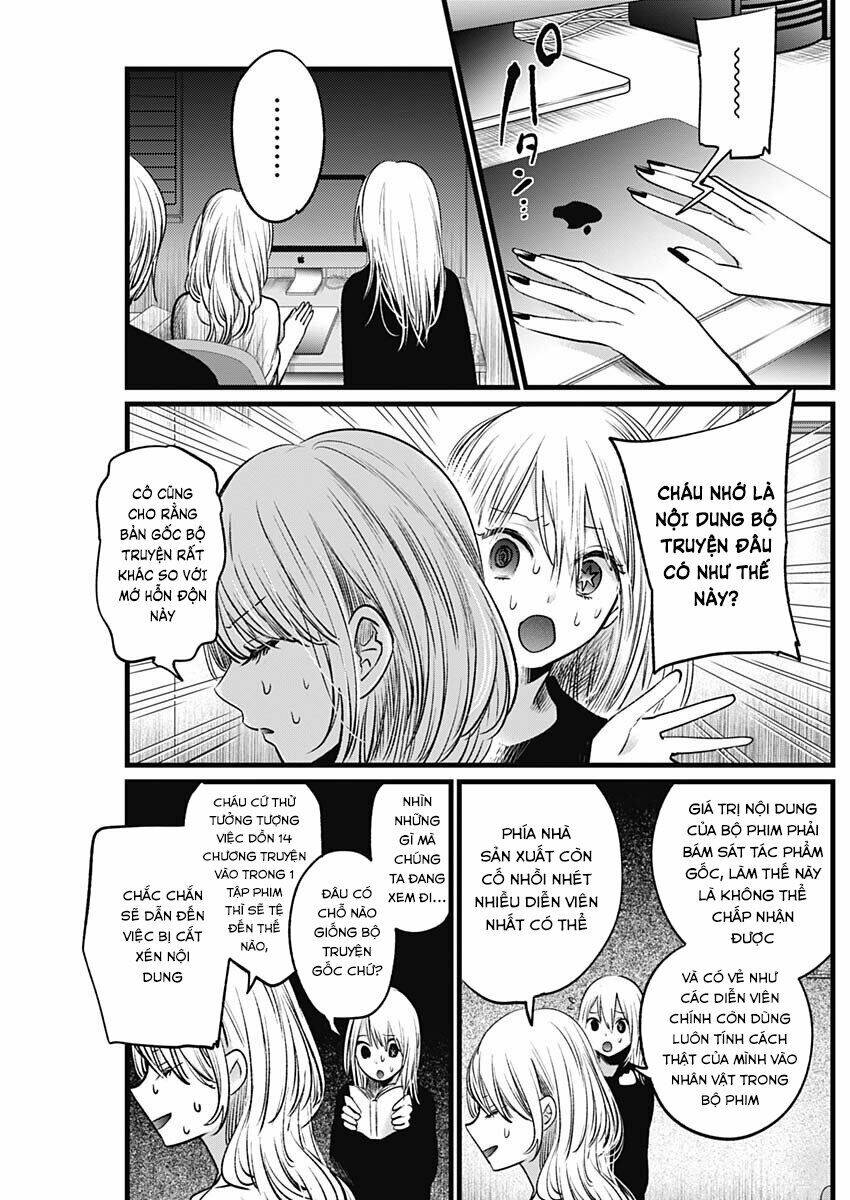 パタン…
………
CHÁU NHỚ LÀ
NỘI DUNG BỘ
TRUYỆN ĐÂU
CÓ NHƯ THẾ
NÀY?
CÔ CŨNG
CHO RẰNG
BẢN GỐC BỘ
TRUYỆN RẤT
KHÁC SO VỚI
MỚ HỖN ĐỘN
NÀY
GIÁ TRỊ NỘI DUNG
CỦA BỘ PHIM PHẢI
BÁM SÁT TÁC PHẨM
GỐC, LÀM THẾ NÀY
LÀ KHÔNG THỂ
CHẤP NHẬN
ĐƯỢC
VÀ CÓ VẺ NHƯ
CÁC DIỄN VIÊN
CHÍNH CÒN DÙNG
LUÔN TÍNH CÁCH
THẬT CỦA MÌNH VÀO
NHÂN VẬT TRONG
BỘ PHIM
PHÍA NHÀ
SẢN XUẤT CÒN
CỐ NHỒI NHÉT
NHIỀU DIỄN VIÊN
NHẤT CÓ THỂ
NHÌN
NHỮNG
GÌ MÀ
CHÚNG
TA ĐANG
XEM ĐI...
ĐÂU CÓ
CHỖ NÀO
GIỐNG BỘ
TRUYỆN
GỐC CHỨ?
CHÁU CỨ THỬ
TƯỞNG TƯỢNG
VIỆC DỒN 14
CHƯƠNG TRUYỆN
VÀO TRONG 1
TẬP PHIM
THÌ SẼ TỆ
ĐẾN THẾ
NÀO,
CHẮC CHẮN
SẼ DẪN ĐẾN
VIỆC BỊ CẮT
XÉN NỘI
DUNG